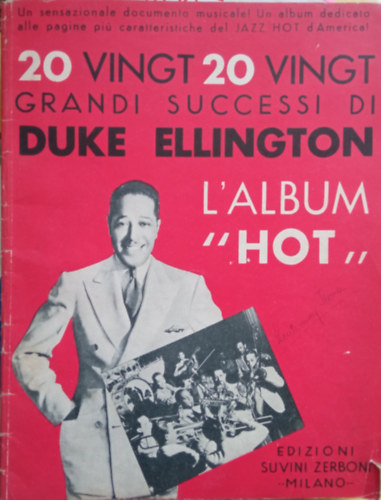 Un sensazionale documento musicale! Un album dedicato
alle pagine più caratteristiche del JAZZ HOT d'America!
20 VINGT 20 VINGT
GRANDI SUCCESSI DI
DUKE ELLINGTON
L'ALBUM
"HOT"
EDIZIONI
SUVINI ZERBONI
-MILANO-